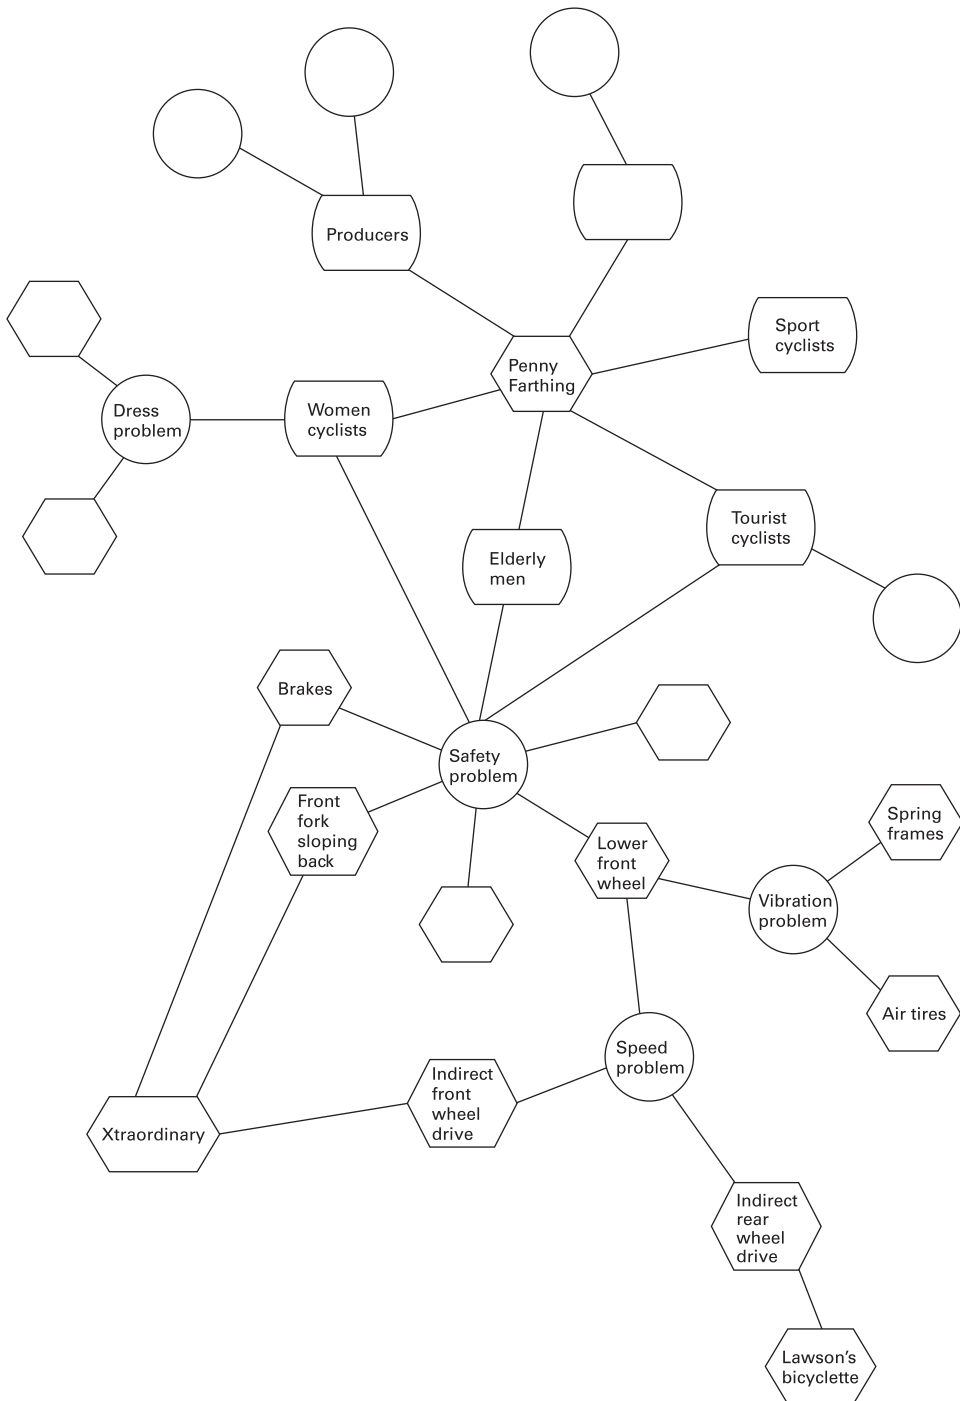 Producers
Sport
cyclists
Penny
Farthing
Women
cyclists
Dress
problem
Tourist
cyclists
Elderly
men
Brakes
Safety
problem
Front
fork
sloping
back
Lower
front
wheel
Spring
frames
Vibration
problem
Air tires
Speed
problem
Indirect
front
wheel
drive
Xtraordinary
Indirect
rear
wheel
drive
Lawson’s
bicyclette